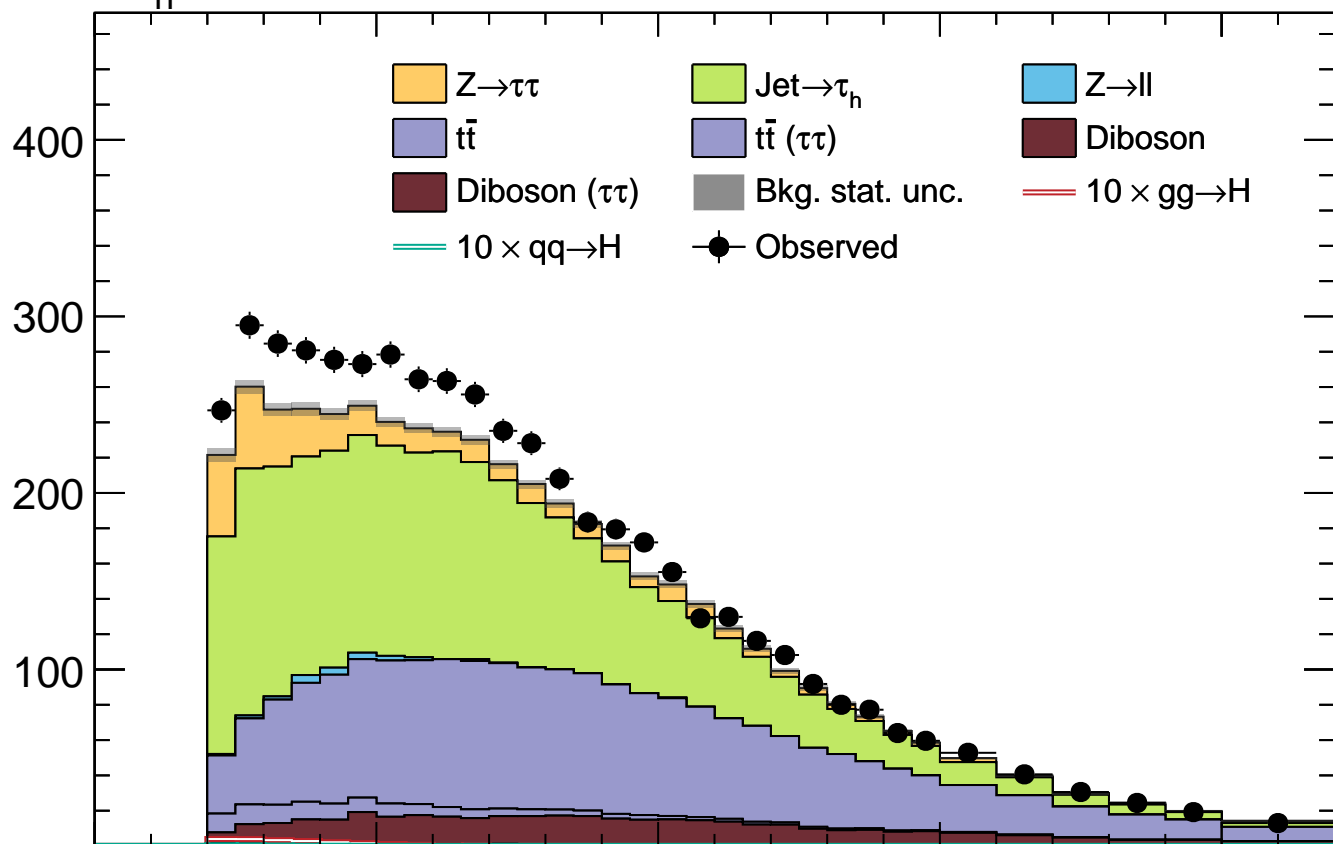 H
Z→ττ Jet→τh Z→ll
tt̄ tt̄ (ττ) Diboson
Diboson (ττ) Bkg. stat. unc. 10 × gg→H
10 × qq→H Observed
400
300
200
100